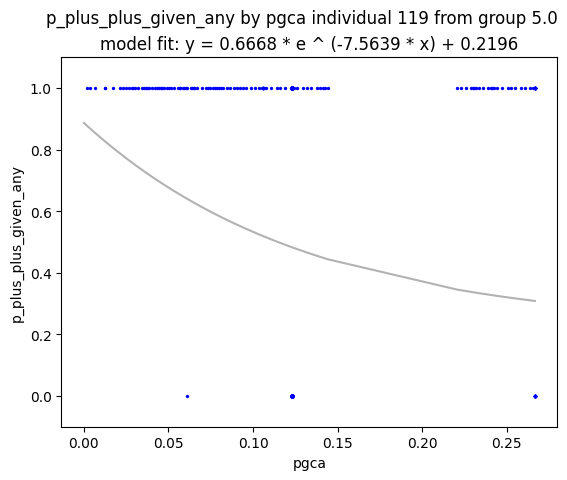 p_plus_plus_given_any by pgca individual 119 from group 5.0
model fit: y = 0.6668 * e ^ (-7.5639 * x) + 0.2196
1.0
0.8
0.6
0.4
0.2
0.0
p_plus_plus_given_any
0.00 0.05 0.10 0.15 0.20 0.25
pgca